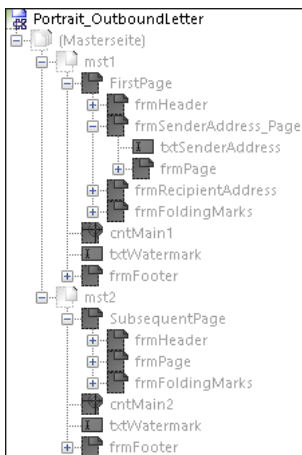 Portrait_OutboundLetter
(Masterseite)
mst1
FirstPage
frmHeader
frmSenderAddress_Page
txtSenderAddress
frmPage
frmRecipientAddress
frmFoldingMarks
cntMain1
txtWatermark
frmFooter
mst2
SubsequentPage
frmHeader
frmPage
frmFoldingMarks
cntMain2
txtWatermark
frmFooter